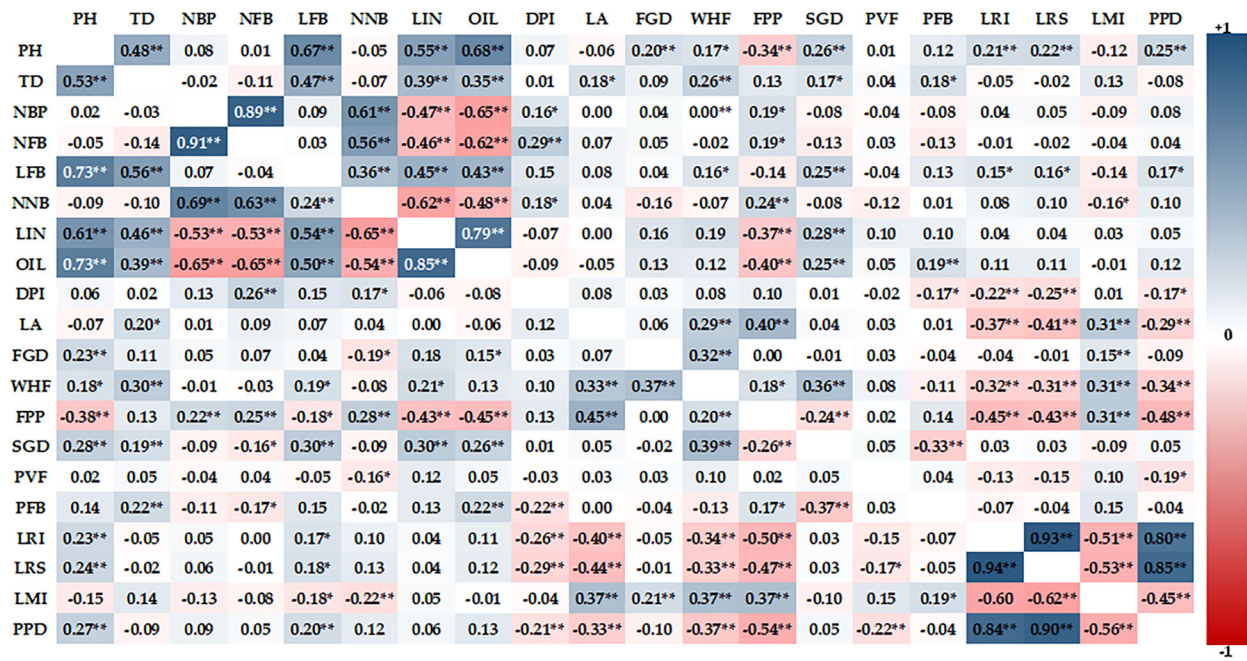 PH TD NBP NFB LFB NNB LIN OIL DPI LA FGD WHF FPP SGD PVF PFB LRI LRS LMI PPD
+1
PH 0.48** 0.08 0.01 0.67** -0.05 0.55** 0.68** 0.07 -0.06 0.20** 0.17* -0.34** 0.26** 0.01 0.12 0.21** 0.22** -0.12 0.25**
TD 0.53** -0.02 -0.11 0.47** -0.07 0.39** 0.35** 0.01 0.18* 0.09 0.26** 0.13 0.17* 0.04 0.18* -0.05 -0.02 0.13 -0.08
NBP 0.02 -0.03 0.89** 0.09 0.61** -0.47** -0.65** 0.16* 0.00 0.04 0.00** 0.19* -0.08 -0.04 -0.08 0.04 0.05 -0.09 0.08
NFB -0.05 -0.14 0.91** 0.03 0.56** -0.46** -0.62** 0.29** 0.07 0.05 -0.02 0.19* -0.13 0.03 -0.13 -0.01 -0.02 -0.04 0.04
LFB 0.73** 0.56** 0.07 -0.04 0.36** 0.45** 0.43** 0.15 0.08 0.04 0.16* -0.14 0.25** -0.04 0.13 0.15* 0.16* -0.14 0.17*
NNB -0.09 -0.10 0.69** 0.63** 0.24** -0.62** -0.48** 0.18* 0.04 -0.16 -0.07 0.24** -0.08 -0.12 0.01 0.08 0.10 -0.16* 0.10
LIN 0.61** 0.46** -0.53** -0.53** 0.54** -0.65** 0.79** -0.07 0.00 0.16 0.19 -0.37** 0.28** 0.10 0.10 0.04 0.04 0.03 0.05
OIL 0.73** 0.39** -0.65** -0.65** 0.50** -0.54** 0.85** -0.09 -0.05 0.13 0.12 -0.40** 0.25** 0.05 0.19** 0.11 0.11 -0.01 0.12
DPI 0.06 0.02 0.13 0.26** 0.15 0.17* -0.06 -0.08 0.08 0.03 0.08 0.10 0.01 -0.02 -0.17* -0.22** -0.25** 0.01 -0.17*
0
LA -0.07 0.20* 0.01 0.09 0.07 0.04 0.00 -0.06 0.12 0.06 0.29** 0.40** 0.04 0.03 0.01 -0.37** -0.41** 0.31** -0.29**
FGD 0.23** 0.11 0.05 0.07 0.04 -0.19* 0.18 0.15* 0.03 0.07 0.32** 0.00 -0.01 0.03 -0.04 -0.04 -0.01 0.15** -0.09
WHF 0.18* 0.30** -0.01 -0.03 0.19* -0.08 0.21* 0.13 0.10 0.33** 0.37** 0.18* 0.36** 0.08 -0.11 -0.32** -0.31** 0.31** -0.34**
FPP -0.38** 0.13 0.22** 0.25** -0.18* 0.28** -0.43** -0.45** 0.13 0.45** 0.00 0.20** -0.24** 0.02 0.14 -0.45** -0.43** 0.31** -0.48**
SGD 0.28** 0.19** -0.09 -0.16* 0.30** -0.09 0.30** 0.26** 0.01 0.05 -0.02 0.39** -0.26** 0.05 -0.33** 0.03 0.03 -0.09 0.05
PVF 0.02 0.05 -0.04 0.04 -0.05 -0.16* 0.12 0.05 -0.03 0.03 0.03 0.10 0.02 0.05 0.04 -0.13 -0.15 0.10 -0.19*
PFB 0.14 0.22** -0.11 -0.17* 0.15 -0.02 0.13 0.22** -0.22** 0.00 -0.04 -0.13 0.17* -0.37** 0.03 -0.07 -0.04 0.15 -0.04
LRI 0.23** -0.05 0.05 0.00 0.17* 0.10 0.04 0.11 -0.26** -0.40** -0.05 -0.34** -0.50** 0.03 -0.15 -0.07 0.93** -0.51** 0.80**
LRS 0.24** -0.02 0.06 -0.01 0.18* 0.13 0.04 0.12 -0.29** -0.44** -0.01 -0.33** -0.47** 0.03 -0.17* -0.05 0.94** -0.53** 0.85**
LMI -0.15 0.14 -0.13 -0.08 -0.18* -0.22** 0.05 -0.01 -0.04 0.37** 0.21** 0.37** 0.37** -0.10 0.15 0.19* -0.60 -0.62** -0.45**
PPD 0.27** -0.09 0.09 0.05 0.20** 0.12 0.06 0.13 -0.21** -0.33** -0.10 -0.37** -0.54** 0.05 -0.22** -0.04 0.84** 0.90** -0.56**
-1